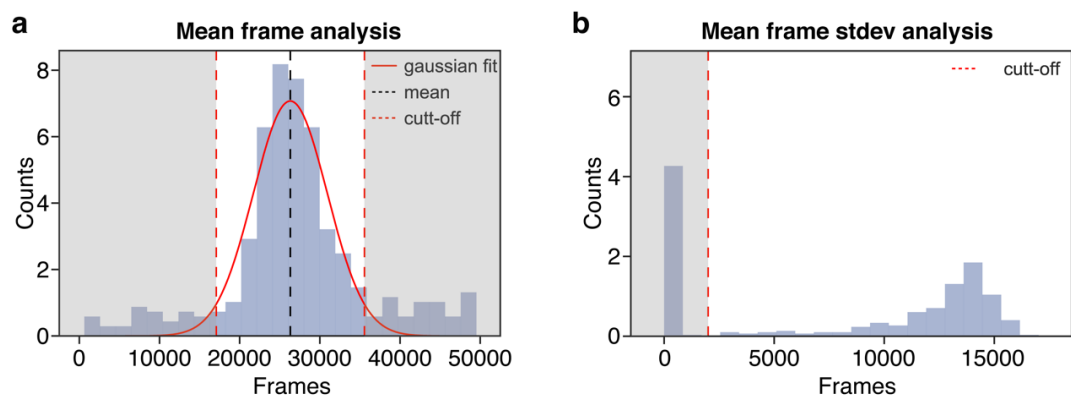 a
Mean frame analysis
Counts
8
6
4
2
0
gaussian fit
mean
cutt-off
0 10000 20000 30000 40000 50000
Frames
b
Mean frame stdev analysis
Counts
6
4
2
0
cutt-off
0 5000 10000 15000
Frames